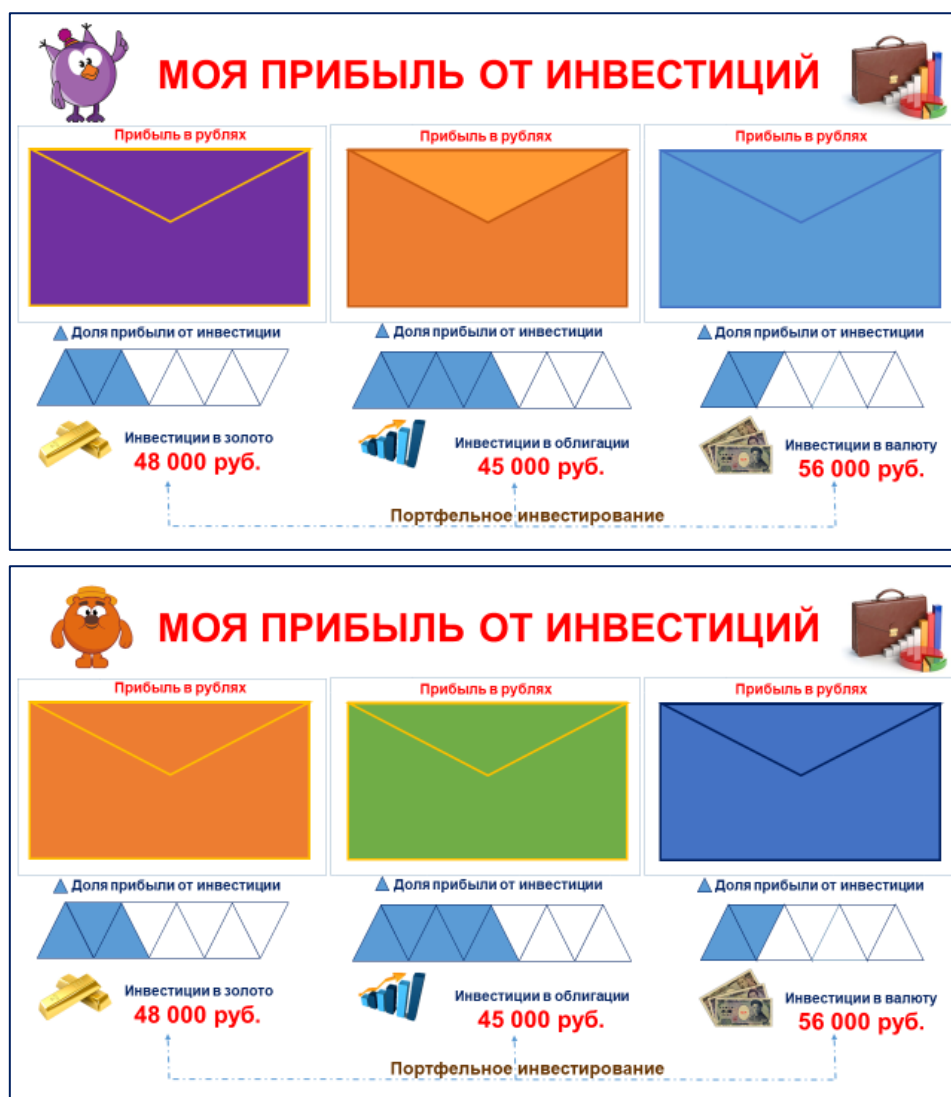 МОЯ ПРИБЫЛЬ ОТ ИНВЕСТИЦИЙ
Прибыль в рублях
Прибыль в рублях
Прибыль в рублях
Доля прибыли от инвестиции
Доля прибыли от инвестиции
Доля прибыли от инвестиции
Инвестиции в золото
48 000 руб.
Инвестиции в облигации
45 000 руб.
Инвестиции в валюту
56 000 руб.
Портфельное инвестирование
МОЯ ПРИБЫЛЬ ОТ ИНВЕСТИЦИЙ
Прибыль в рублях
Прибыль в рублях
Прибыль в рублях
Доля прибыли от инвестиции
Доля прибыли от инвестиции
Доля прибыли от инвестиции
Инвестиции в золото
48 000 руб.
Инвестиции в облигации
45 000 руб.
Инвестиции в валюту
56 000 руб.
Портфельное инвестирование